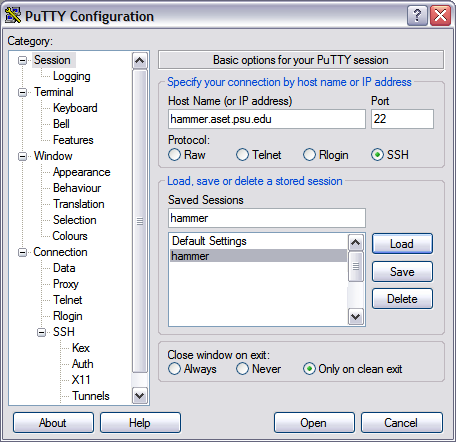 PuTTY Configuration
Category:
Session
Logging
Terminal
Keyboard
Bell
Features
Window
Appearance
Behaviour
Translation
Selection
Colours
Connection
Data
Proxy
Telnet
Rlogin
SSH
Kex
Auth
X11
Tunnels
Basic options for your PuTTY session
Specify your connection by host name or IP address
Host Name (or IP address) Port
hammer.aset.psu.edu 22
Protocol:
Raw Telnet Rlogin SSH
Load, save or delete a stored session
Saved Sessions
hammer
Default Settings
hammer
Load
Save
Delete
Close window on exit:
Always Never Only on clean exit
About Help Open Cancel